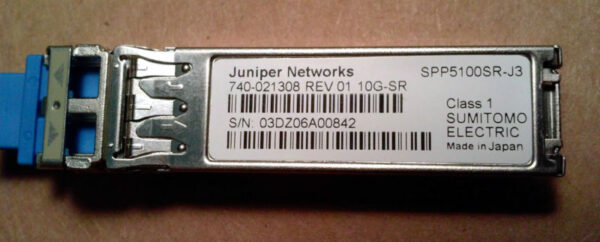 Juniper Networks SPP5100SR-J3
740-021308 REV 01 10G-SR
S/N: 03DZ06A00842
Class 1
SUMITOMO
ELECTRIC
Made in Japan